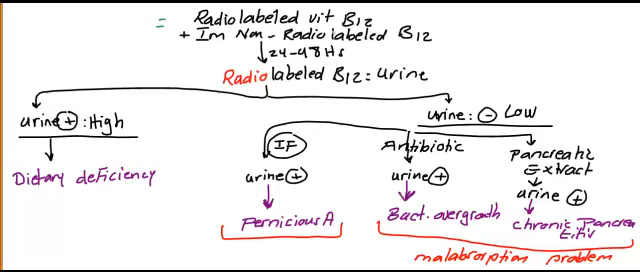 = Radiolabeled vit B12
+ Im Non-Radiolabeled B12
24-48Hs
Radiolabeled B12 = urine
urine + : High
urine: - Low
Dietary deficiency
IF
urine +
Pernicious A
Antibiotic
urine +
Bact. overgrowth
Pancreatic
Extract
urine +
chronic Pancrea
titis
malabsorption problem